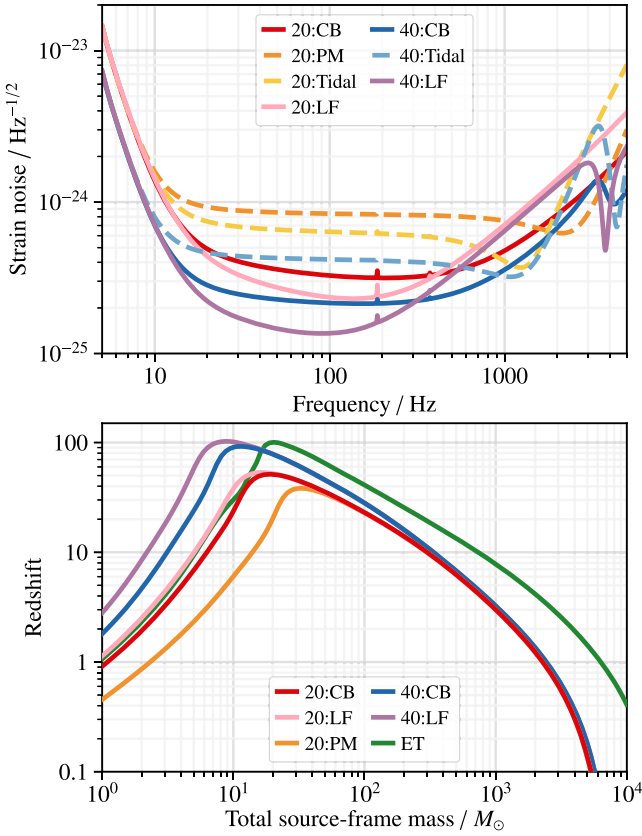 10^{-23}
10^{-24}
10^{-25}
Strain noise / Hz^{-1/2}
20:CB 40:CB
20:PM 40:Tidal
20:Tidal 40:LF
20:LF
10 100 1000
Frequency / Hz
100
10
1
0.1
Redshift
20:CB 40:CB
20:LF 40:LF
20:PM ET
10^0 10^1 10^2 10^3 10^4
Total source-frame mass / M_⊙